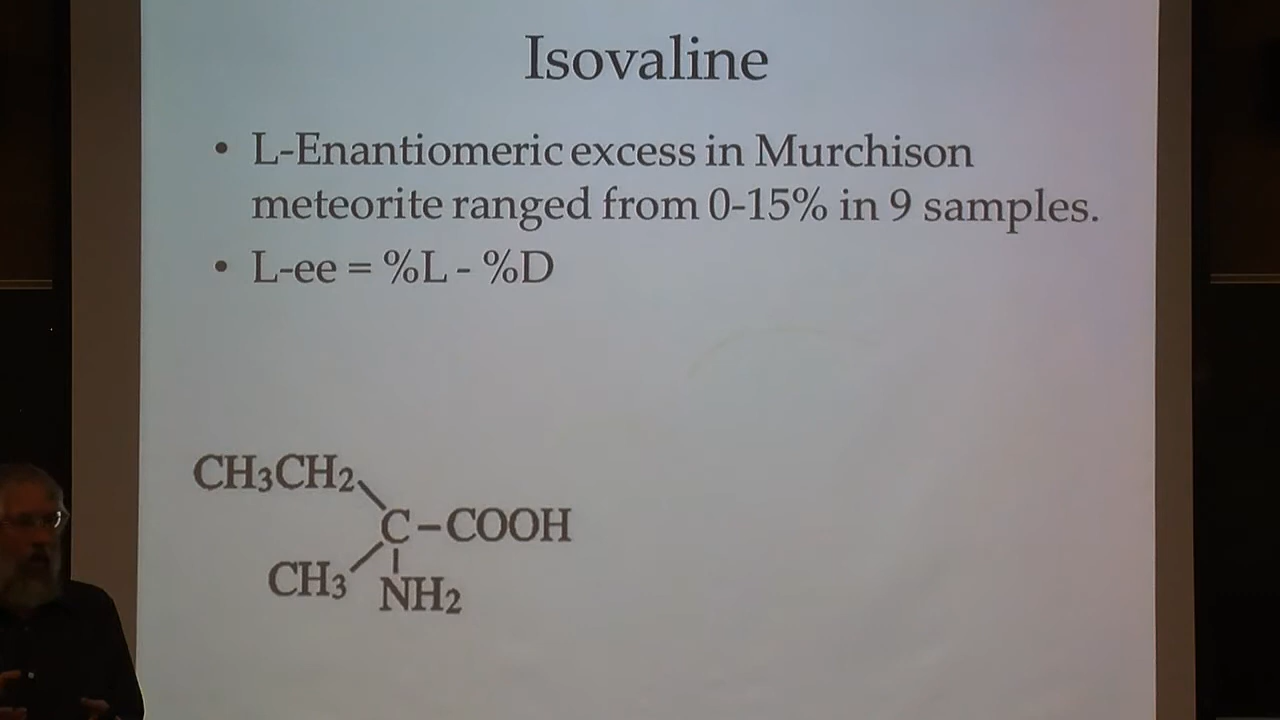 Isovaline
• L-Enantiomeric excess in Murchison
meteorite ranged from 0-15% in 9 samples.
• L-ee = %L - %D
CH3CH2
C-COOH
CH3 NH2